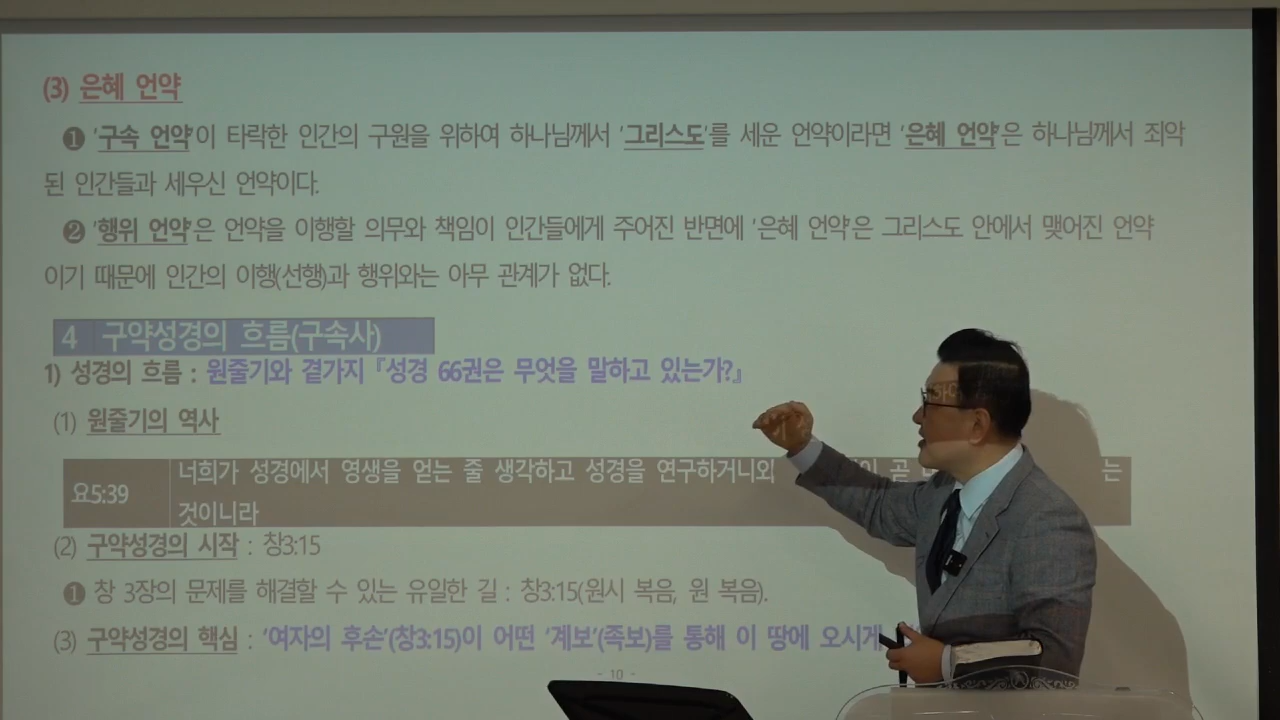 (3) 은혜 언약
❶ '구속 언약'이 타락한 인간의 구원을 위하여 하나님께서 '그리스도'를 세운 언약이라면 '은혜 언약'은 하나님께서 죄악
된 인간들과 세우신 언약이다.
❷ '행위 언약'은 언약을 이행할 의무와 책임이 인간들에게 주어진 반면에 '은혜 언약'은 그리스도 안에서 맺어진 언약
이기 때문에 인간의 이행(선행)과 행위와는 아무 관계가 없다.
4 구약성경의 흐름(구속사)
1) 성경의 흐름 : 원줄기와 곁가지 『성경 66권은 무엇을 말하고 있는가?』
(1) 원줄기의 역사
요5:39 너희가 성경에서 영생을 얻는 줄 생각하고 성경을 연구하거니와 곧 는
것이니라
(2) 구약성경의 시작 : 창3:15
❶ 창 3장의 문제를 해결할 수 있는 유일한 길 : 창3:15(원시 복음, 원 복음).
(3) 구약성경의 핵심 : '여자의 후손'(창3:15)이 어떤 '계보'(족보)를 통해 이 땅에 오시게
- 10 -